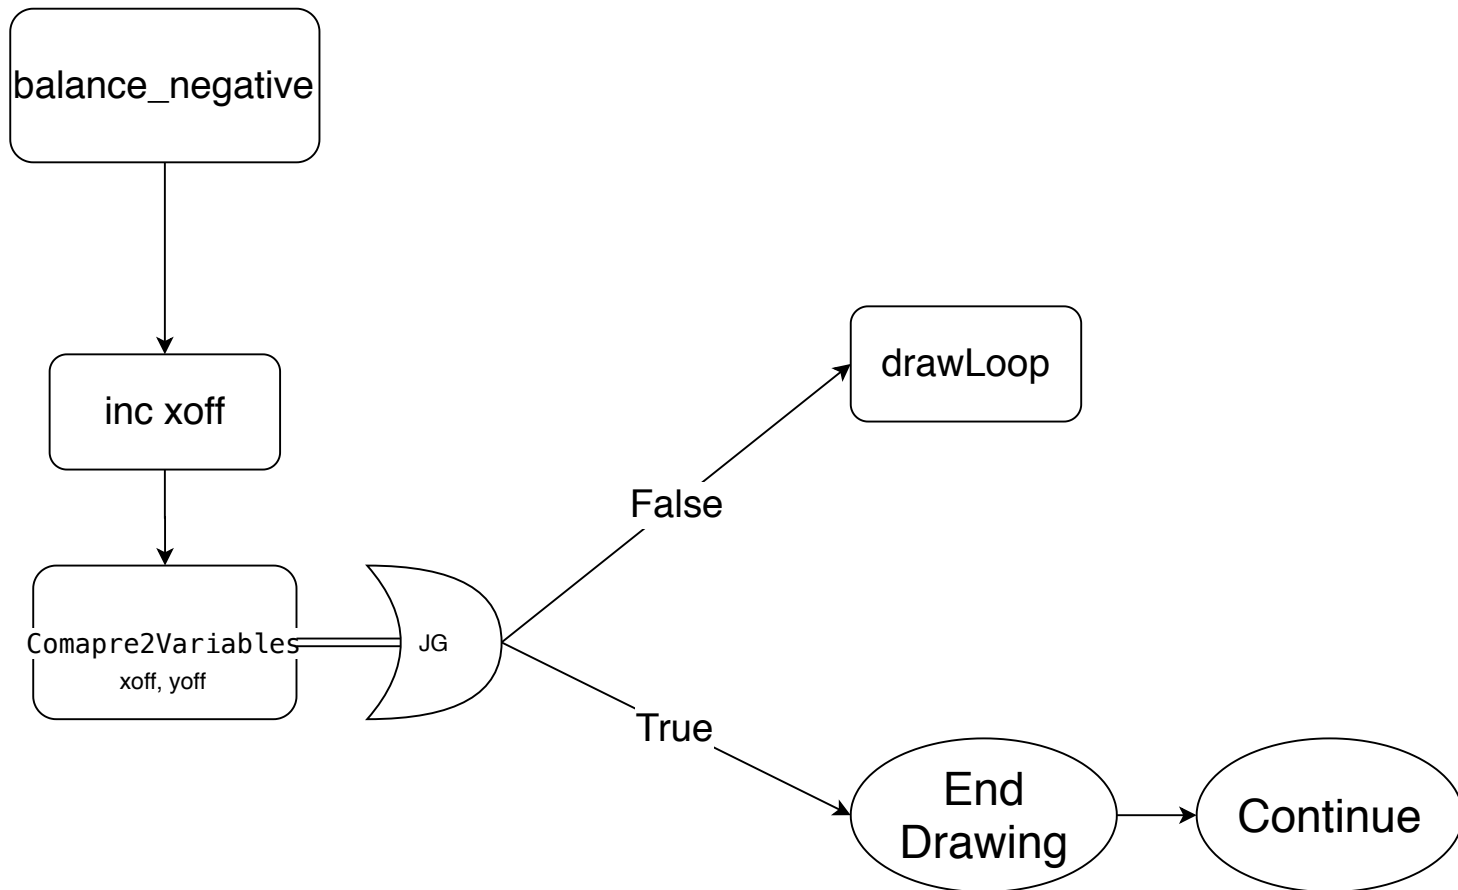 balance_negative
inc xoff
drawLoop
False
Comapre2Variables
xoff, yoff
JG
True
End
Drawing
Continue